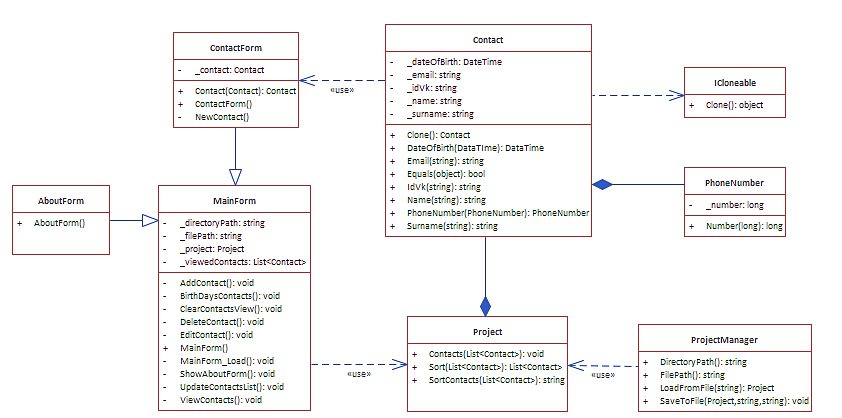 ContactForm
- _contact: Contact
+ Contact(Contact): Contact
+ ContactForm()
- NewContact()
«use»
Contact
- _dateOfBirth: DateTime
- _email: string
- _idVk: string
- _name: string
- _surname: string
+ Clone(): Contact
+ DateOfBirth(DataTIme): DataTime
+ Email(string): string
+ Equals(object): bool
+ IdVk(string): string
+ Name(string): string
+ PhoneNumber(PhoneNumber): PhoneNumber
+ Surname(string): string
ICloneable
+ Clone(): object
PhoneNumber
- _number: long
+ Number(long): long
AboutForm
+ AboutForm()
MainForm
- _directoryPath: string
- _filePath: string
- _project: Project
- _viewedContacts: List<Contact>
- AddContact(): void
- BirthDaysContacts(): void
- ClearContactsView(): void
- DeleteContact(): void
- EditContact(): void
+ MainForm()
- MainForm_Load(): void
- ShowAboutForm(): void
- UpdateContactsList(): void
- ViewContacts(): void
«use»
Project
+ Contacts(List<Contact>): void
+ Sort(List<Contact>): List<Contact>
+ SortContacts(List<Contact>): string
«use»
ProjectManager
+ DirectoryPath(): string
+ FilePath(): string
+ LoadFromFile(string): Project
+ SaveToFile(Project,string,string): void